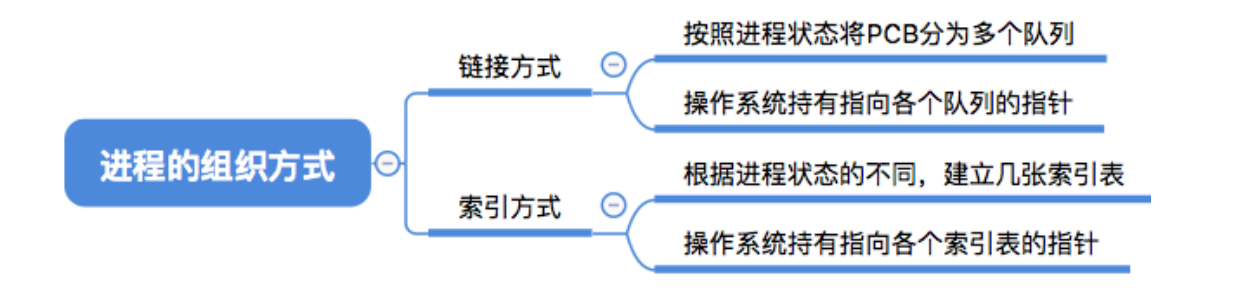 进程的组织方式
链接方式
按照进程状态将PCB分为多个队列
操作系统持有指向各个队列的指针
索引方式
根据进程状态的不同，建立几张索引表
操作系统持有指向各个索引表的指针